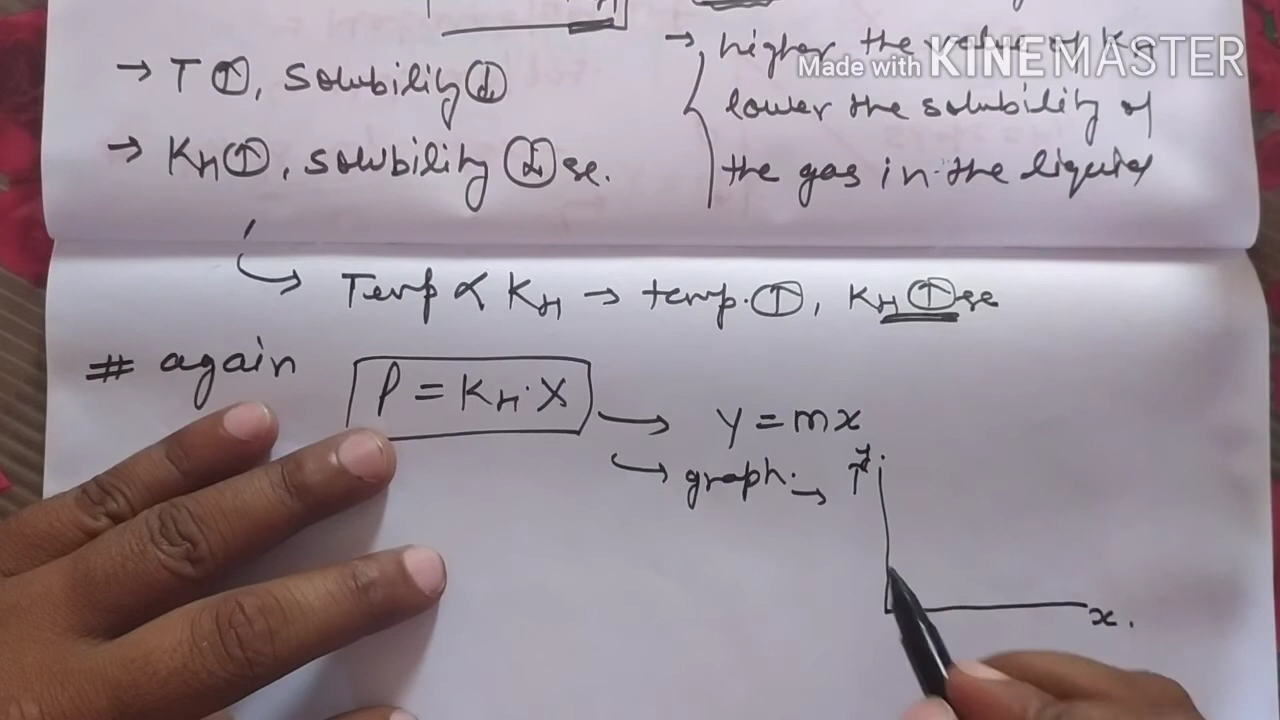 → T ↑, solubility ↓
→ KH ↑, solubility ↓ se.
→ higher the value of KH
lower the solubility of
the gas in the liquid
Made with KINEMASTER
Temp ∝ KH → temp. ↑, KH ↑ se
# again P = KH · X → y = mx
→ graph. →
x.